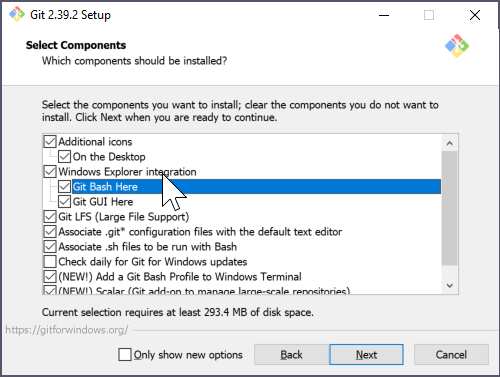 Git 2.39.2 Setup
Select Components
Which components should be installed?
Select the components you want to install; clear the components you do not want to
install. Click Next when you are ready to continue.
Additional icons
On the Desktop
Windows Explorer integration
Git Bash Here
Git GUI Here
Git LFS (Large File Support)
Associate .git* configuration files with the default text editor
Associate .sh files to be run with Bash
Check daily for Git for Windows updates
(NEW!) Add a Git Bash Profile to Windows Terminal
(NEW!) Scalar (Git add-on to manage large-scale repositories)
Current selection requires at least 293.4 MB of disk space.
https://gitforwindows.org/
Only show new options
Back
Next
Cancel